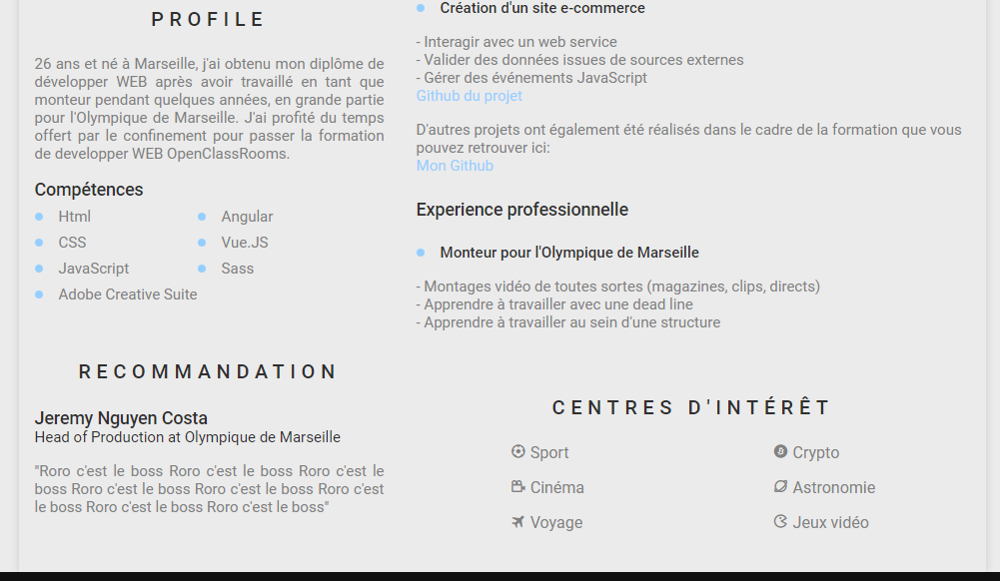 PROFILE
26 ans et né à Marseille, j'ai obtenu mon diplôme de
développer WEB après avoir travaillé en tant que
monteur pendant quelques années, en grande partie
pour l'Olympique de Marseille. J'ai profité du temps
offert par le confinement pour passer la formation
de developper WEB OpenClassRooms.
Compétences
Html
Angular
CSS
Vue.JS
JavaScript
Sass
Adobe Creative Suite
RECOMMANDATION
Jeremy Nguyen Costa
Head of Production at Olympique de Marseille
"Roro c'est le boss Roro c'est le boss Roro c'est le
boss Roro c'est le boss Roro c'est le boss Roro c'est
le boss Roro c'est le boss Roro c'est le boss"
Création d'un site e-commerce
- Interagir avec un web service
- Valider des données issues de sources externes
- Gérer des événements JavaScript
Github du projet
D'autres projets ont également été réalisés dans le cadre de la formation que vous
pouvez retrouver ici:
Mon Github
Experience professionnelle
Monteur pour l'Olympique de Marseille
- Montages vidéo de toutes sortes (magazines, clips, directs)
- Apprendre à travailler avec une dead line
- Apprendre à travailler au sein d'une structure
CENTRES D'INTÉRÊT
Sport
Crypto
Cinéma
Astronomie
Voyage
Jeux vidéo